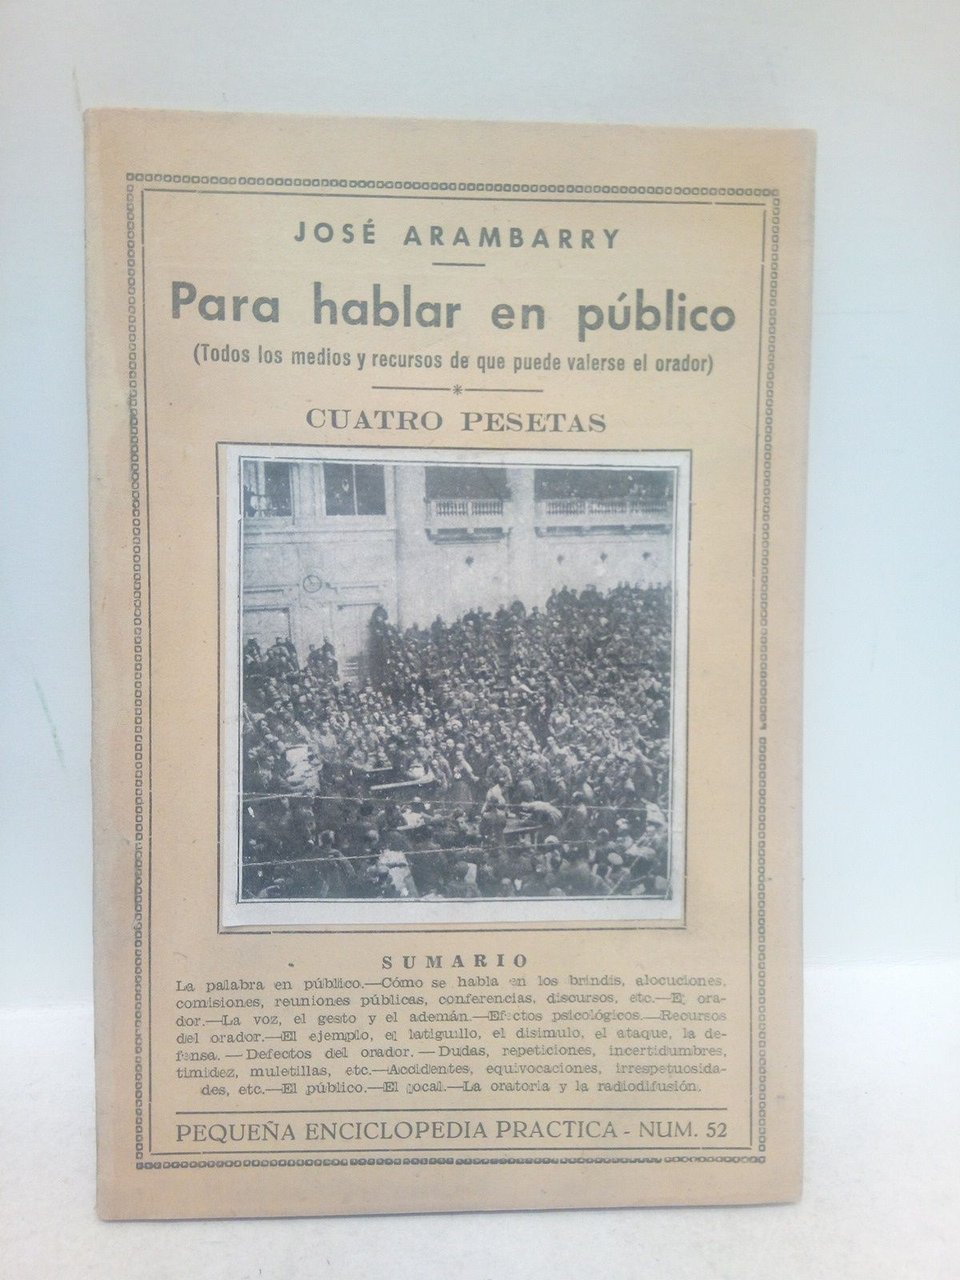 JOSÉ ARAMBARRY
Para hablar en público
(Todos los medios y recursos de que puede valerse el orador)
CUATRO PESETAS
SUMARIO
La palabra en público.—Cómo se habla en los brindis, alocuciones,
comisiones, reuniones públicas, conferencias, discursos, etc.—El ora-
dor.—La voz, el gesto y el ademán.—Efectos psicológicos.—Recursos
del orador.—El ejemplo, el latiguillo, el disimulo, el ataque, la de-
fensa.—Defectos del orador.—Dudas, repeticiones, incertidumbres,
timidez, muletillas, etc.—Accidentes, equivocaciones, irrespetuosida-
des, etc.—El público.—El local.—La oratoria y la radiodifusión.
PEQUEÑA ENCICLOPEDIA PRACTICA - NUM. 52